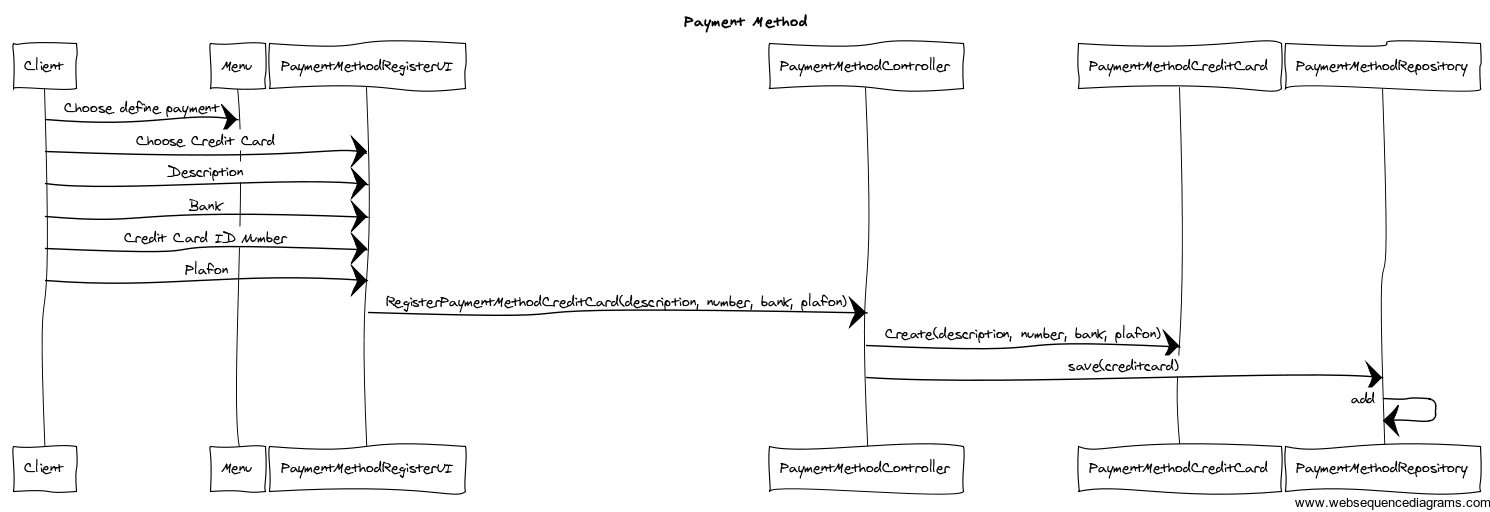 Payment Method
Client
Menu
PaymentMethodRegisterUI
PaymentMethodController
PaymentMethodCreditCard
PaymentMethodRepository
Choose define payment
Choose Credit Card
Description
Bank
Credit Card ID Number
Plafon
RegisterPaymentMethodCreditCard(description, number, bank, plafon)
Create(description, number, bank, plafon)
save(creditcard)
add
Client
Menu
PaymentMethodRegisterUI
PaymentMethodController
PaymentMethodCreditCard
PaymentMethodRepository
www.websequencediagrams.com